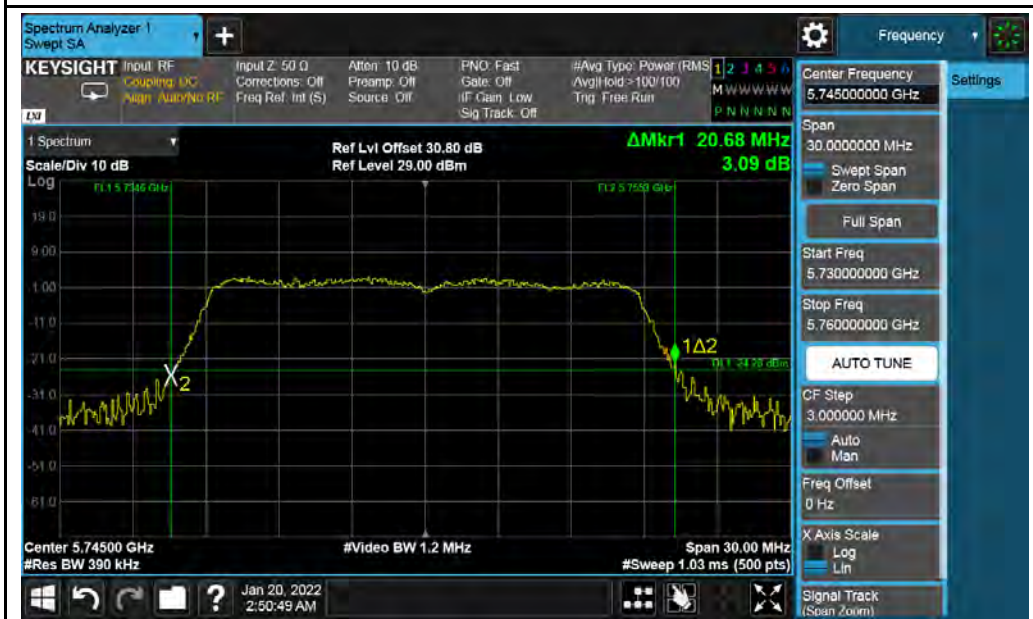 Spectrum Analyzer 1
Swept SA
Frequency
KEYSIGHT
Input: RF
Coupling: DC
Align: Auto/No RF
Input Z: 50 Ω
Corrections: Off
Freq Ref: Int (S)
Atten: 10 dB
Preamp: Off
Source: Off
PNO: Fast
Gate: Off
IF Gain: Low
Sig Track: Off
#Avg Type: Power (RMS
Avg|Hold:>100/100
Trig: Free Run
1 2 3 4 5 6
M W W W W W
P N N N N N
LXI
1 Spectrum
Scale/Div 10 dB
Ref Lvl Offset 30.80 dB
Ref Level 29.00 dBm
ΔMkr1 20.68 MHz
3.09 dB
Log
FL1 5.7346 GHz
FL2 5.7553 GHz
19.0
9.00
-1.00
-11.0
-21.0
-31.0
-41.0
-51.0
-61.0
1Δ2
2
Center 5.74500 GHz
#Res BW 390 kHz
#Video BW 1.2 MHz
Span 30.00 MHz
#Sweep 1.03 ms (500 pts)
Center Frequency
5.745000000 GHz
Settings
Span
30.0000000 MHz
Swept Span
Zero Span
Full Span
Start Freq
5.730000000 GHz
Stop Freq
5.760000000 GHz
AUTO TUNE
CF Step
3.000000 MHz
Auto
Man
Freq Offset
0 Hz
X Axis Scale
Log
Lin
Signal Track
(Span Zoom)
?
Jan 20, 2022
2:50:49 AM